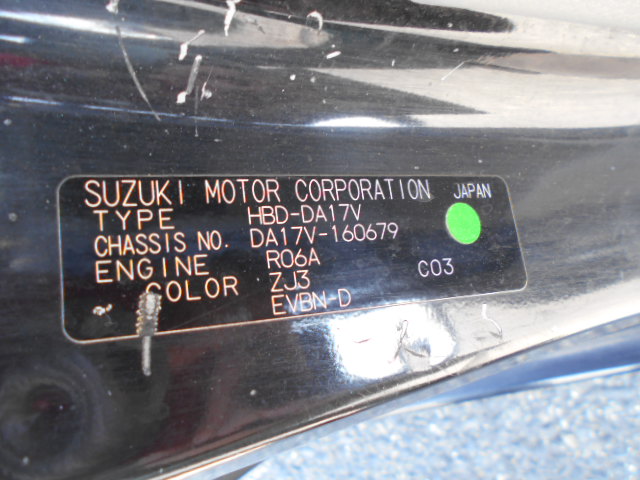 SUZUKI MOTOR CORPORATION JAPAN
TYPE HBD-DA17V
CHASSIS NO. DA17V-160679
ENGINE R06A C03
COLOR ZJ3
EVBN-D